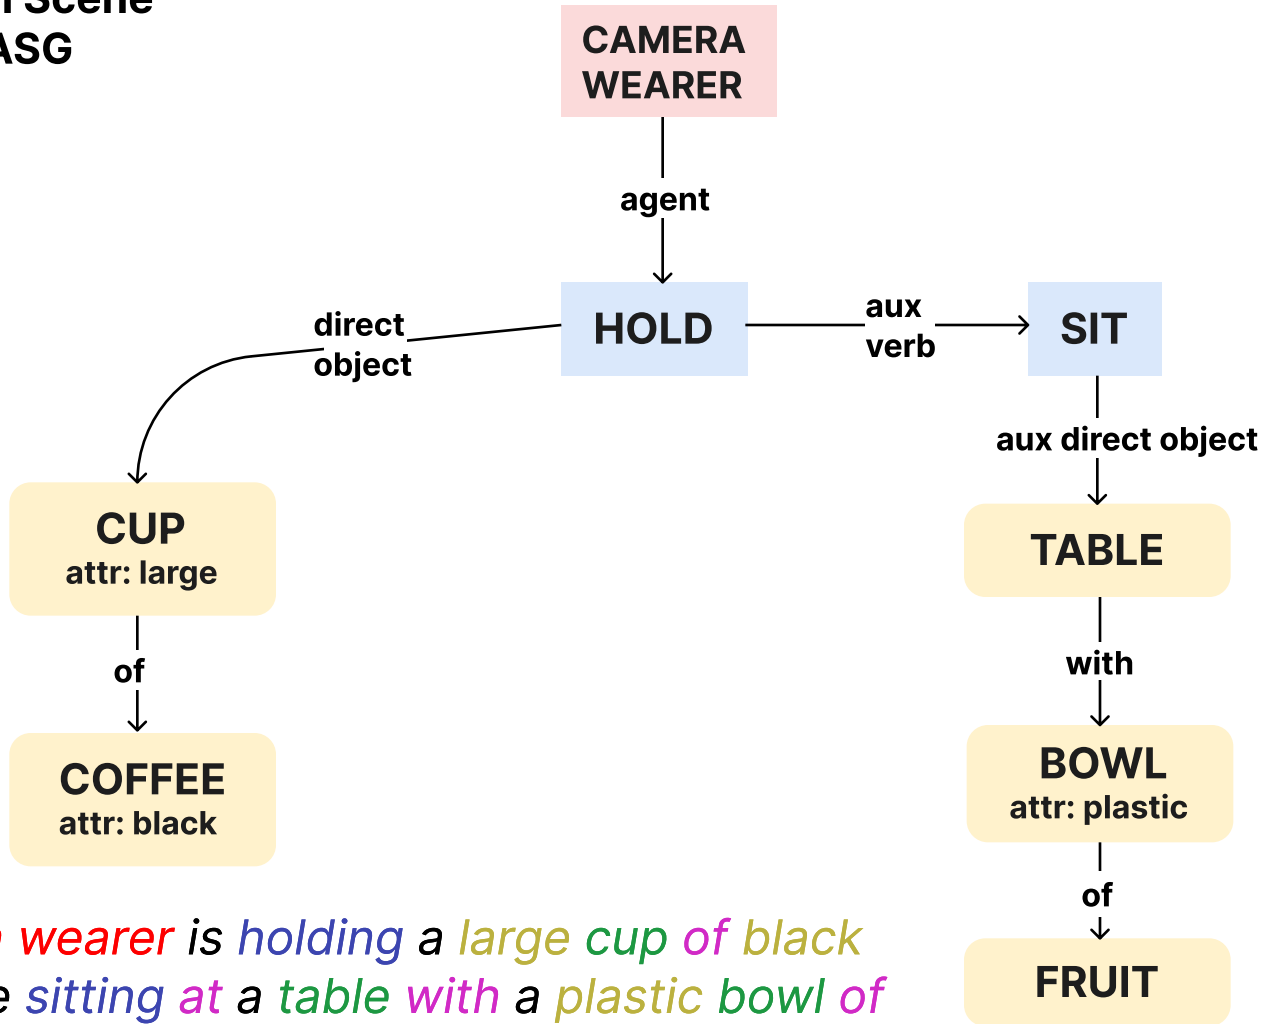 Scene
ASG
CAMERA
WEARER
agent
direct
object
HOLD
aux
verb
SIT
aux direct object
CUP
attr: large
TABLE
of
with
COFFEE
attr: black
BOWL
attr: plastic
of
FRUIT
wearer is holding a large cup of black
sitting at a table with a plastic bowl of